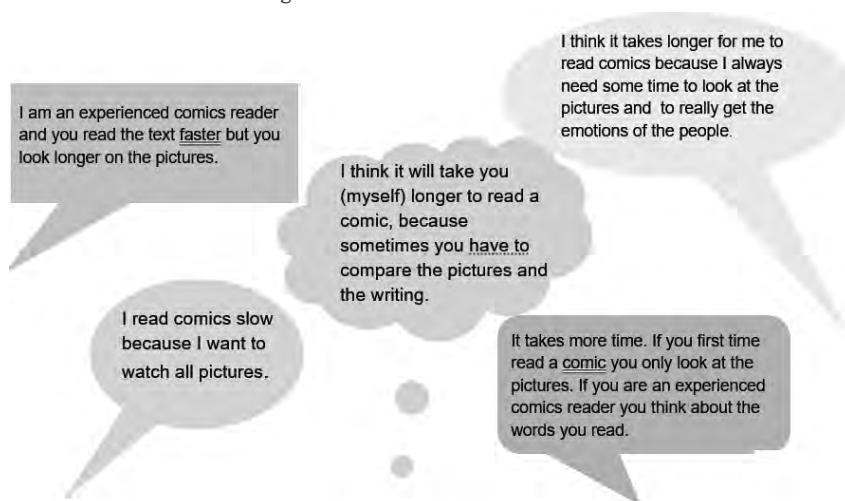 I am an experienced comics reader
and you read the text faster but you
look longer on the pictures.
I think it takes longer for me to
read comics because I always
need some time to look at the
pictures and  to really get the
emotions of the people.
I think it will take you
(myself) longer to read a
comic, because
sometimes you have to
compare the pictures and
the writing.
I read comics slow
because I want to
watch all pictures.
It takes more time. If you first time
read a comic you only look at the
pictures. If you are an experienced
comics reader you think about the
words you read.